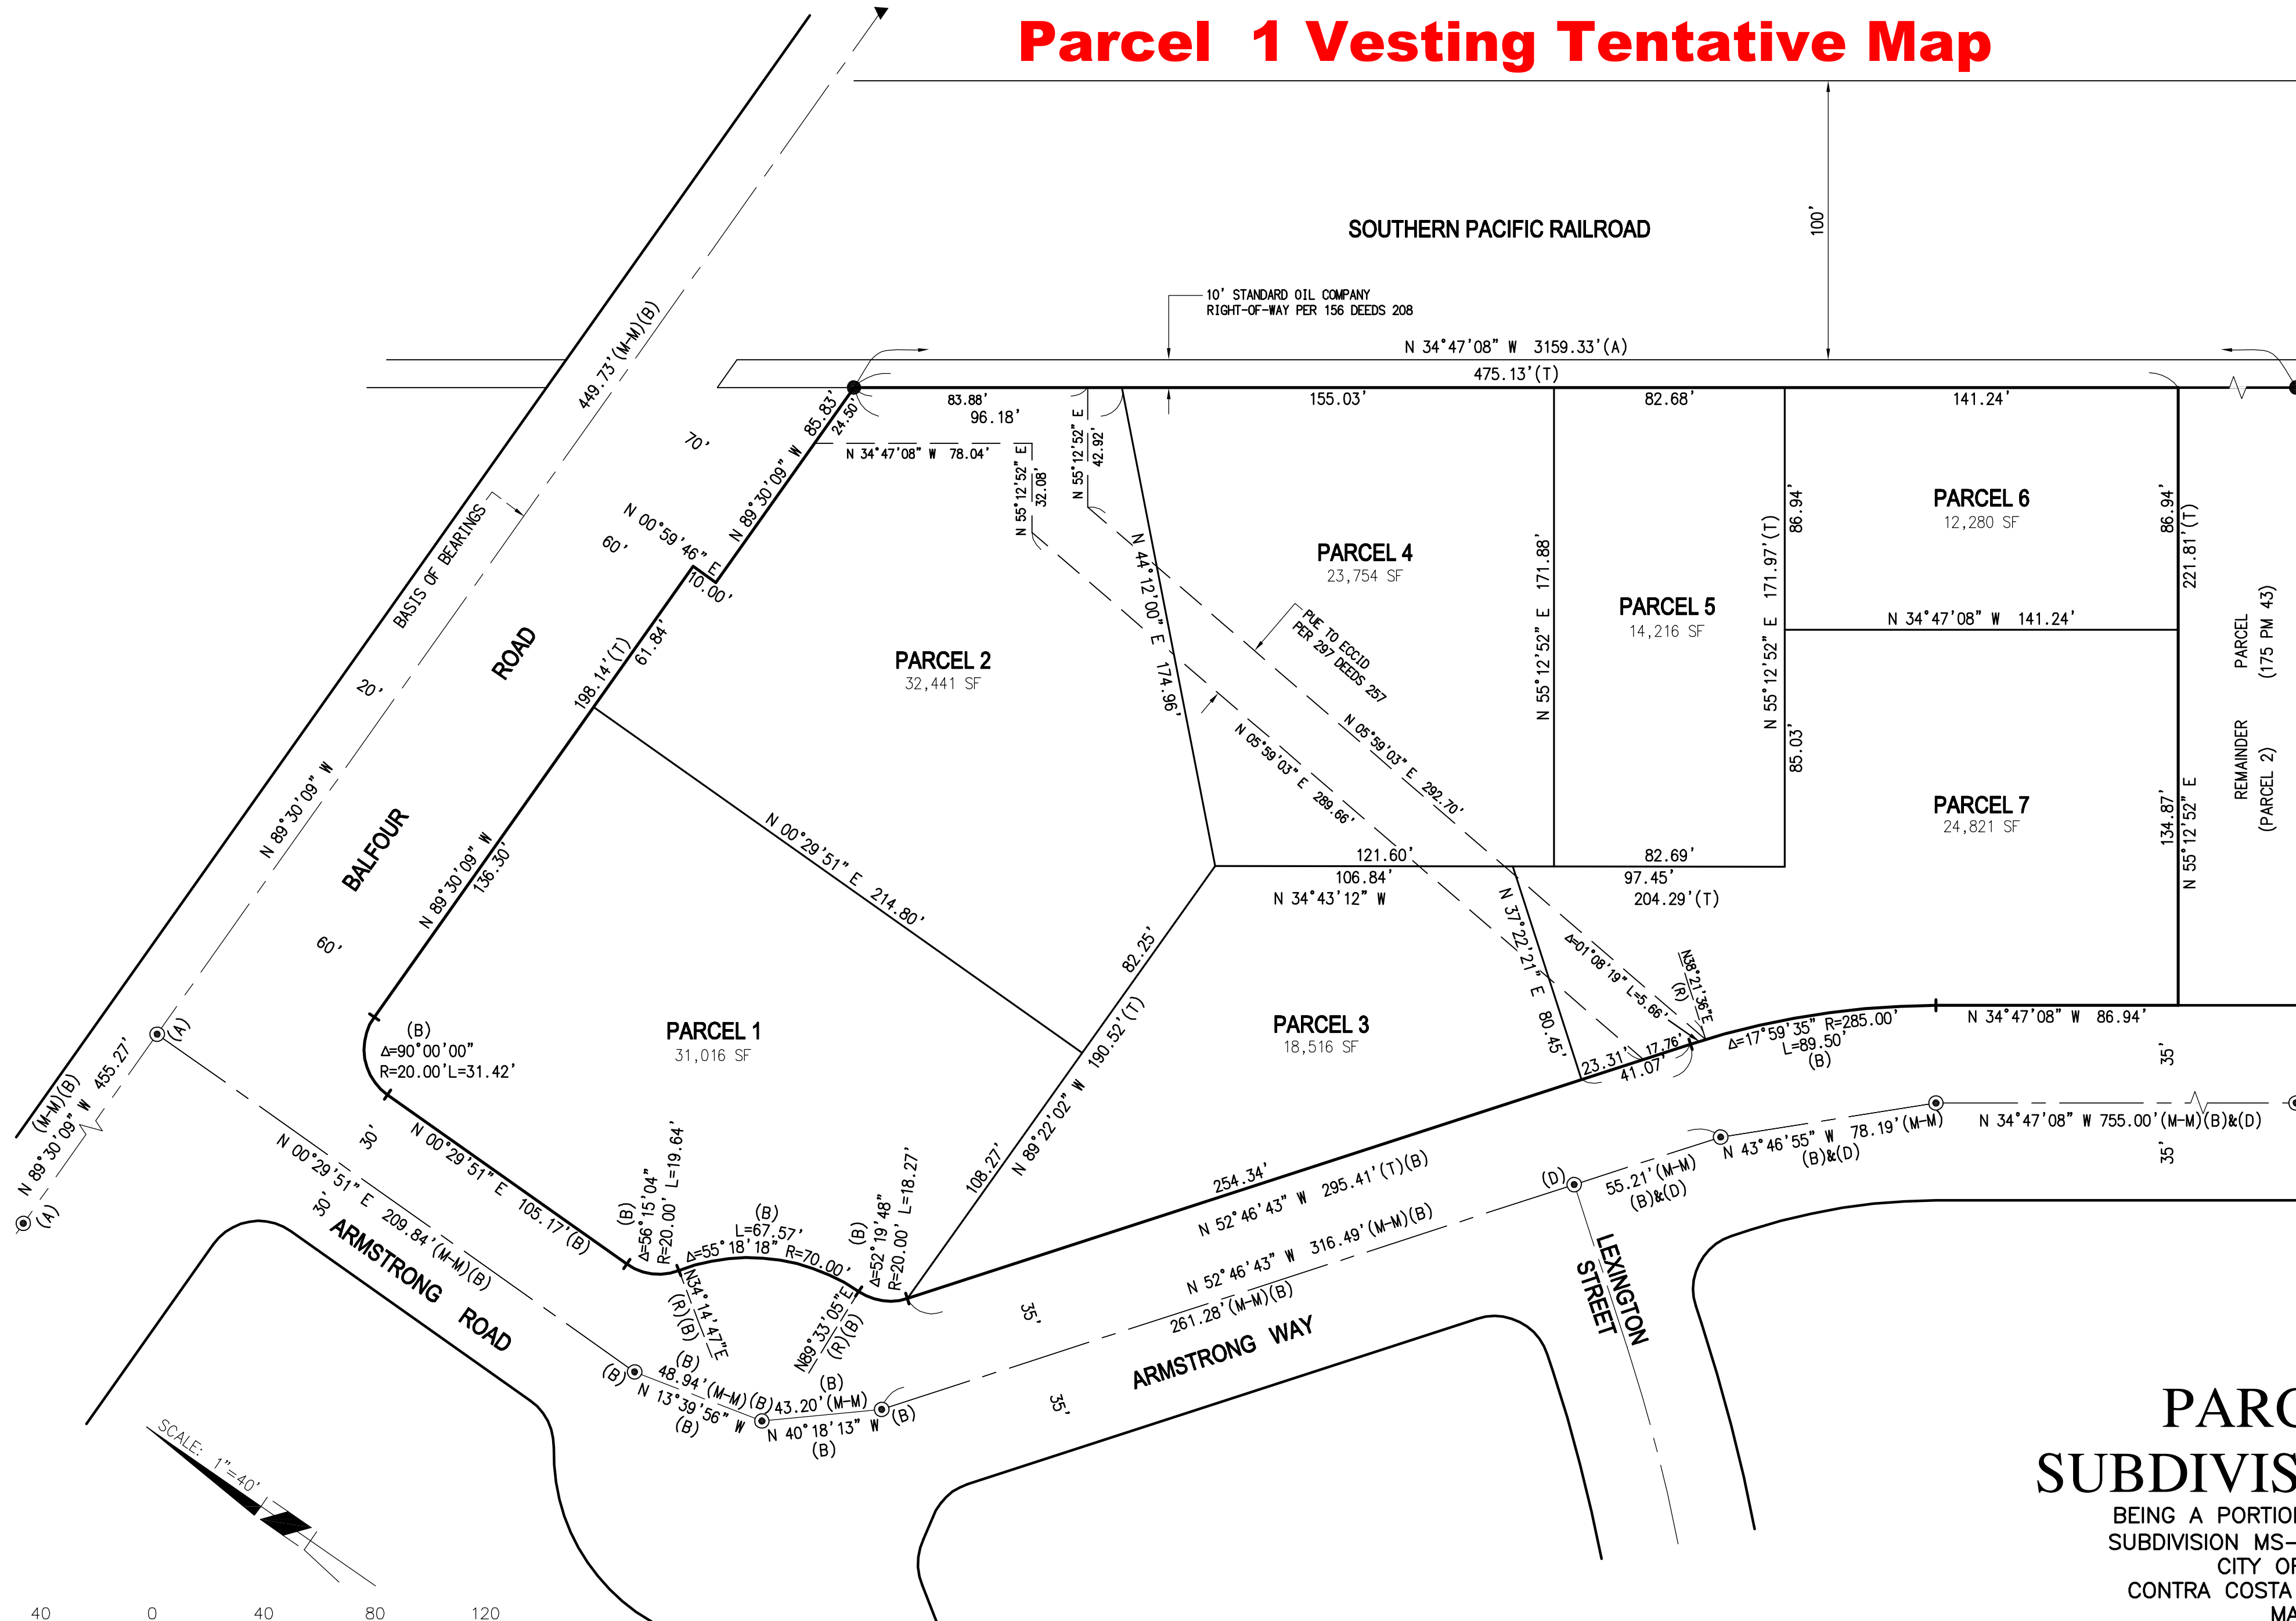 Parcel 1 Vesting Tentative Map
SOUTHERN PACIFIC RAILROAD
100'
10' STANDARD OIL COMPANY
RIGHT-OF-WAY PER 156 DEEDS 208
N 34°47'08" W 3159.33'(A)
475.13'(T)
83.88'
96.18'
155.03'
82.68'
141.24'
449.73'(M-M)(B)
BASIS OF BEARINGS
N 89°30'09" W
70'
60'
N 00°59'46" E
10.00'
N 89°30'09" W 85.83'
24.50'
N 34°47'08" W 78.04'
N 55°12'52" E
32.08'
N 55°12'52" E
42.92'
N 44°12'00" E 174.96'
PARCEL 4
23,754 SF
PUE TO ECCID
PER 297 DEEDS 257
N 55°12'52" E 171.88'
PARCEL 5
14,216 SF
N 55°12'52" E 171.97'(T)
86.94'
85.03'
PARCEL 6
12,280 SF
86.94'
221.81'(T)
N 34°47'08" W 141.24'
PARCEL
(175 PM 43)
REMAINDER
(PARCEL 2)
PARCEL 2
32,441 SF
198.14'(T)
61.84'
ROAD
BALFOUR
20'
60'
N 89°30'09" W
136.30'
N 00°29'51" E 214.80'
N 05°59'03" E 292.70'
N 05°59'03" E 289.66'
121.60'
106.84'
N 34°43'12" W
82.69'
97.45'
204.29'(T)
PARCEL 7
24,821 SF
134.87'
N 55°12'52" E
82.25'
190.52'(T)
N 89°22'02" W
108.27'
N 37°22'21" E 80.45'
Δ=01°08'19" L=5.66'
N38°21'36"E
(R)
PARCEL 3
18,516 SF
PARCEL 1
31,016 SF
(B)
Δ=90°00'00"
R=20.00'L=31.42'
23.31'
17.76'
41.07'
Δ=17°59'35" R=285.00'
L=89.50'
(B)
N 34°47'08" W 86.94'
35'
35'
(A)
(M-M)(B)
N 89°30'09" W 455.27'
(A)
30'
30'
N 00°29'51" E 105.17'(B)
N 00°29'51" E 209.84'(M-M)(B)
ARMSTRONG ROAD
(B)
Δ=56°15'04"
R=20.00' L=19.64'
(B)
L=67.57'
Δ=55°18'18" R=70.00'
(B)
Δ=52°19'48"
R=20.00' L=18.27'
N34°14'47"E
(R)(B)
N89°33'05"E
(R)(B)
254.34'
N 52°46'43" W 295.41'(T)(B)
N 52°46'43" W 316.49'(M-M)(B)
261.28'(M-M)(B)
35'
35'
ARMSTRONG WAY
(D)
55.21'(M-M)
(B)&(D)
N 43°46'55" W 78.19'(M-M)
(B)&(D)
N 34°47'08" W 755.00'(M-M)(B)&(D)
LEXINGTON
STREET
(B)
(B)
48.94'(M-M)(B)
N 13°39'56" W
(B)
(B)
43.20'(M-M)
N 40°18'13" W
(B)
(B)
SCALE: 1"=40'
40 0 40 80 120
PARC
SUBDIVIS
BEING A PORTION
SUBDIVISION MS-
CITY OF
CONTRA COSTA
MA